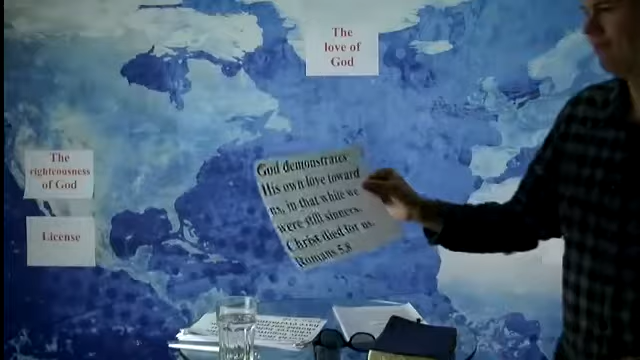 The
love of
God
The
righteousness
of God
License
God demonstrates
His own love toward
us, in that while we
were still sinners,
Christ died for us.
Romans 5,8